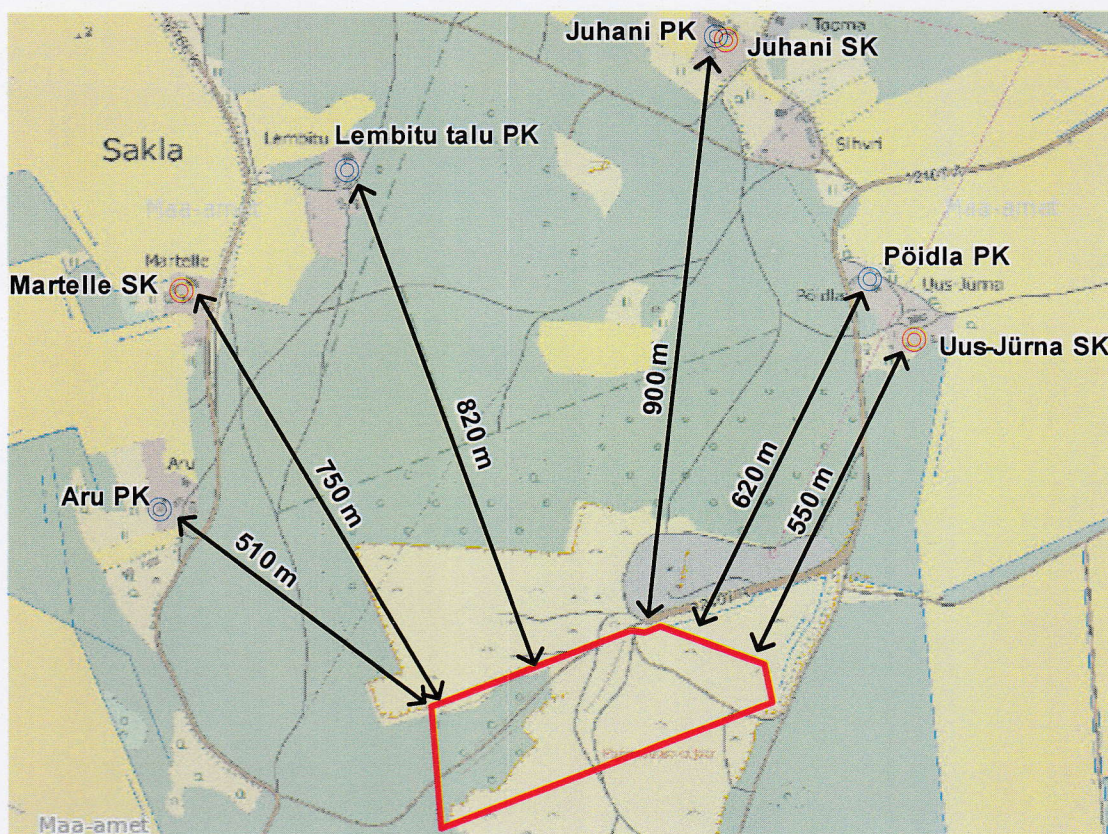 Juhani PK
Juhani SK
Tooma
Lembitu
Lembitu talu PK
Sihvri
Sakla
Maa-amet
Maa-amet
Martelle
Martelle SK
Pöidla PK
Pöidla
Uus-Jürna
Uus-Jürna SK
900 m
820 m
750 m
620 m
550 m
Aru
Aru PK
510 m
Maa-amet